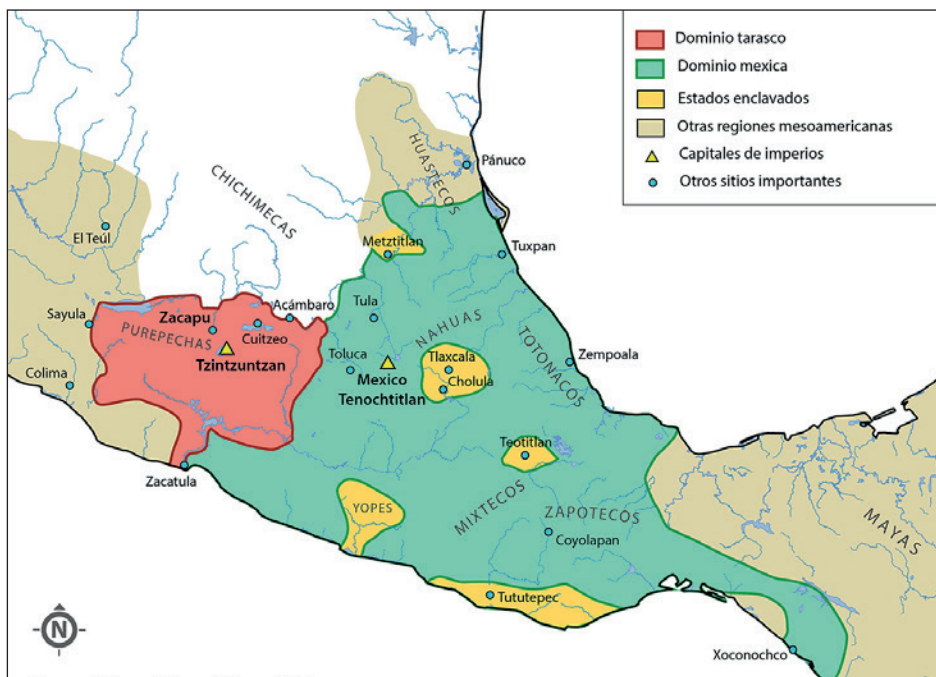 Dominio tarasco
Dominio mexica
Estados enclavados
Otras regiones mesoamericanas
Capitales de imperios
Otros sitios importantes
HUASTECOS
Pánuco
CHICHIMECAS
El Teúl
Metztitlan
Tuxpan
Acámbaro
Tula
Sayula
Zacapu
Cuitzeo
PUREPECHAS
NAHUAS
TOTONACOS
Tzintzuntzan
Toluca
Tlaxcala
Zempoala
Colima
Mexico
Tenochtitlan
Cholula
Teotitlan
Zacatula
YOPES
MIXTECOS
ZAPOTECOS
MAYAS
Coyolapan
Tututepec
N
Xoconochco